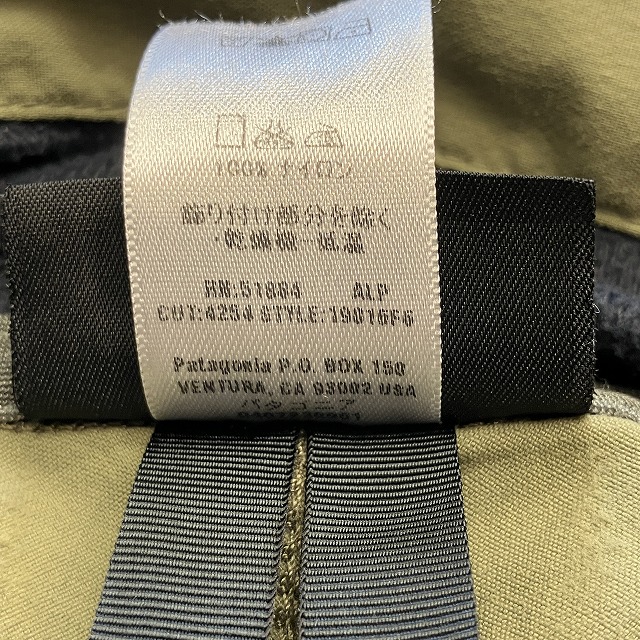 100% ナイロン
飾り付け部分を除く
・乾燥機－低温
RN:51884 ALP
CUT:4254 STYLE:19016F6
Patagonia P.O. BOX 150
VENTURA, CA 93002 USA
パタゴニア